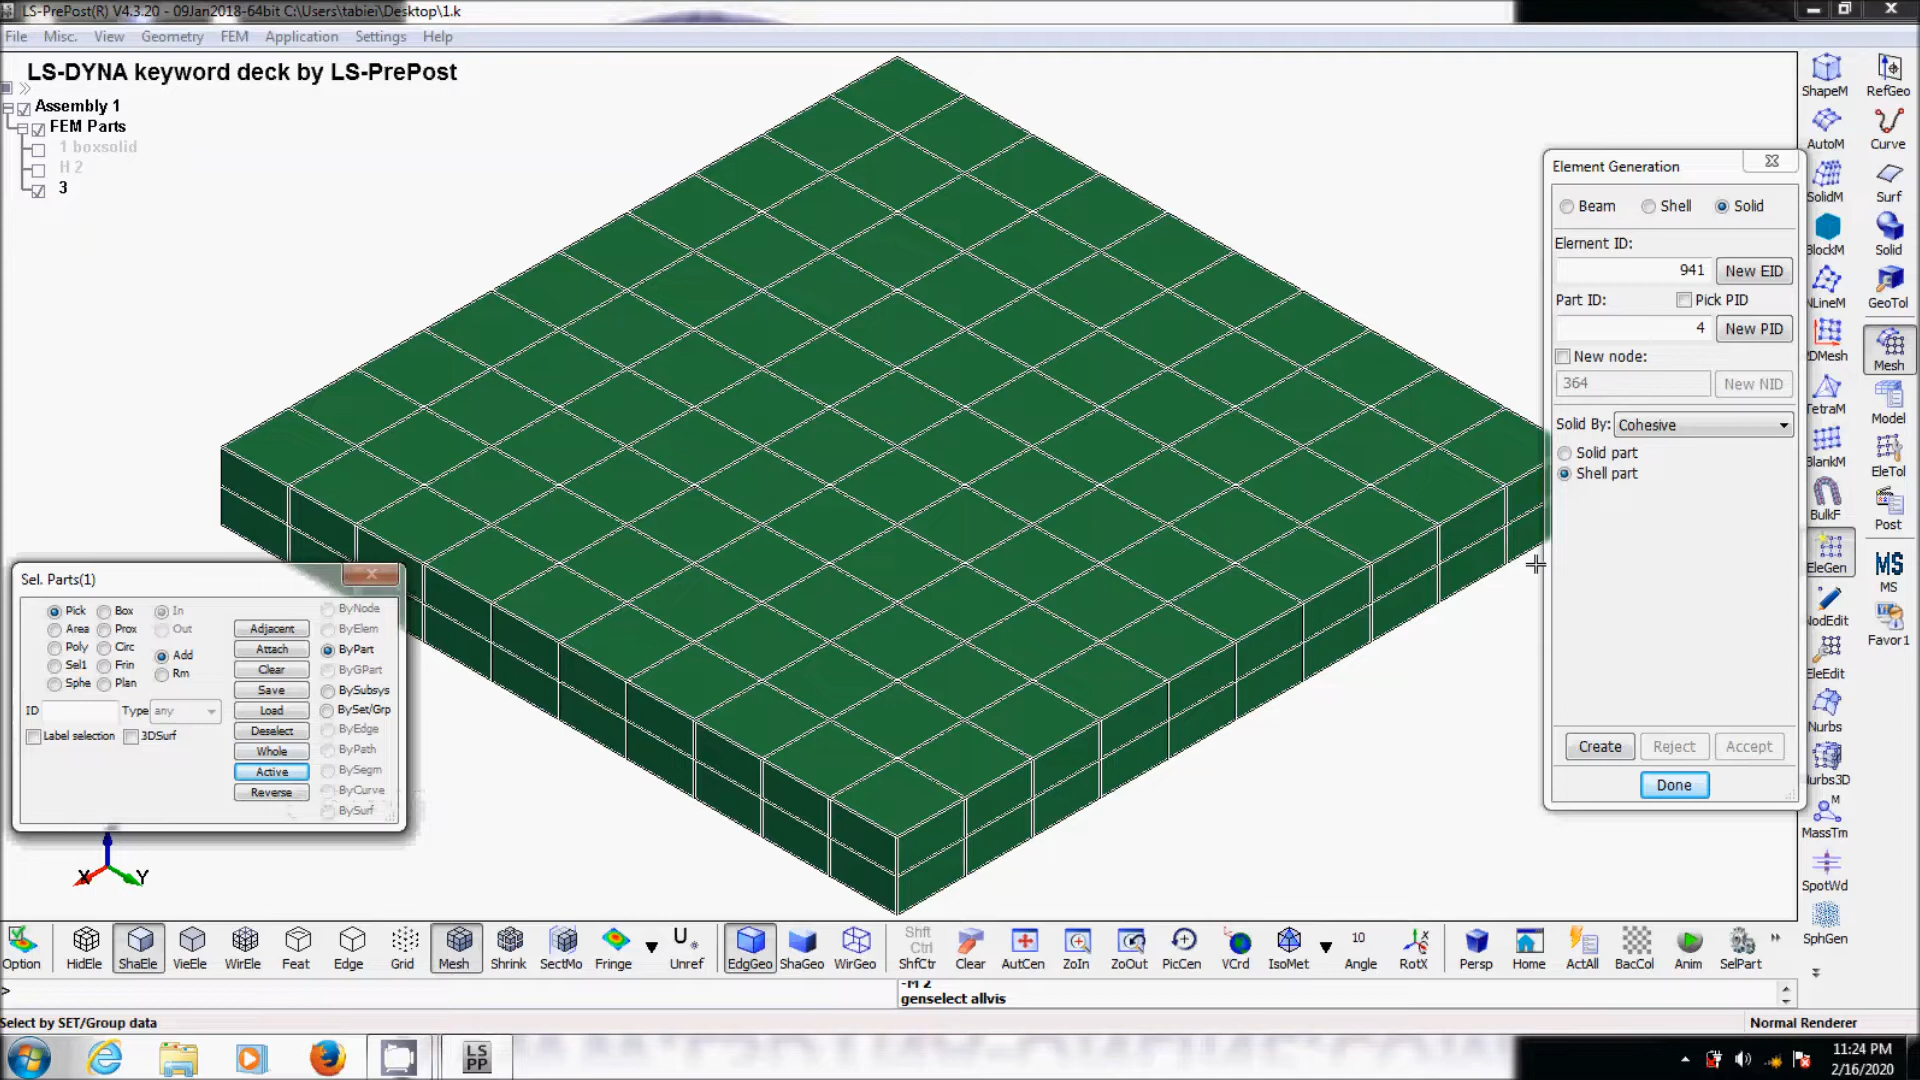 LS-PrePost(R) V4.3.20 - 09Jan2018-64bit C:\Users\tabiei\Desktop\1.k
File Misc. View Geometry FEM Application Settings Help
LS-DYNA keyword deck by LS-PrePost
Assembly 1
FEM Parts
1 boxsolid
H 2
3
Element Generation
Beam Shell Solid
Element ID:
941 New EID
Part ID: Pick PID
4 New PID
New node:
364 New NID
Solid By: Cohesive
Solid part
Shell part
Create Reject Accept
Done
ShapeM RefGeo
AutoM Curve
SolidM Surf
BlockM Solid
NLineM GeoTol
2DMesh Mesh
TetraM Model
BlankM EleTol
BulkF Post
EleGen MS
MS
NodEdit Favor1
EleEdit
Nurbs
Nurbs3D
M
MassTm
SpotWd
SphGen
Sel. Parts(1)
Pick Box In ByNode
Area Prox Out Adjacent ByElem
Poly Circ Add Attach ByPart
Sel1 Frin Rm Clear ByGPart
Sphe Plan Save BySubsys
ID Type any Load BySet/Grp
Label selection 3DSurf Deselect ByEdge
Whole ByPath
Active BySegm
Reverse ByCurve
BySurf
X Y
Option HidEle ShaEle VieEle WirEle Feat Edge Grid Mesh Shrink SectMo Fringe Unref EdgGeo ShaGeo WirGeo Shft Ctrl ShfCtr Clear AutCen ZoIn ZoOut PicCen VCrd IsoMet 10 Angle RotX Persp Home ActAll BacCol Anim SelPart
>
-M 2
genselect allvis
Select by SET/Group data
Normal Renderer
LS PP
11:24 PM
2/16/2020